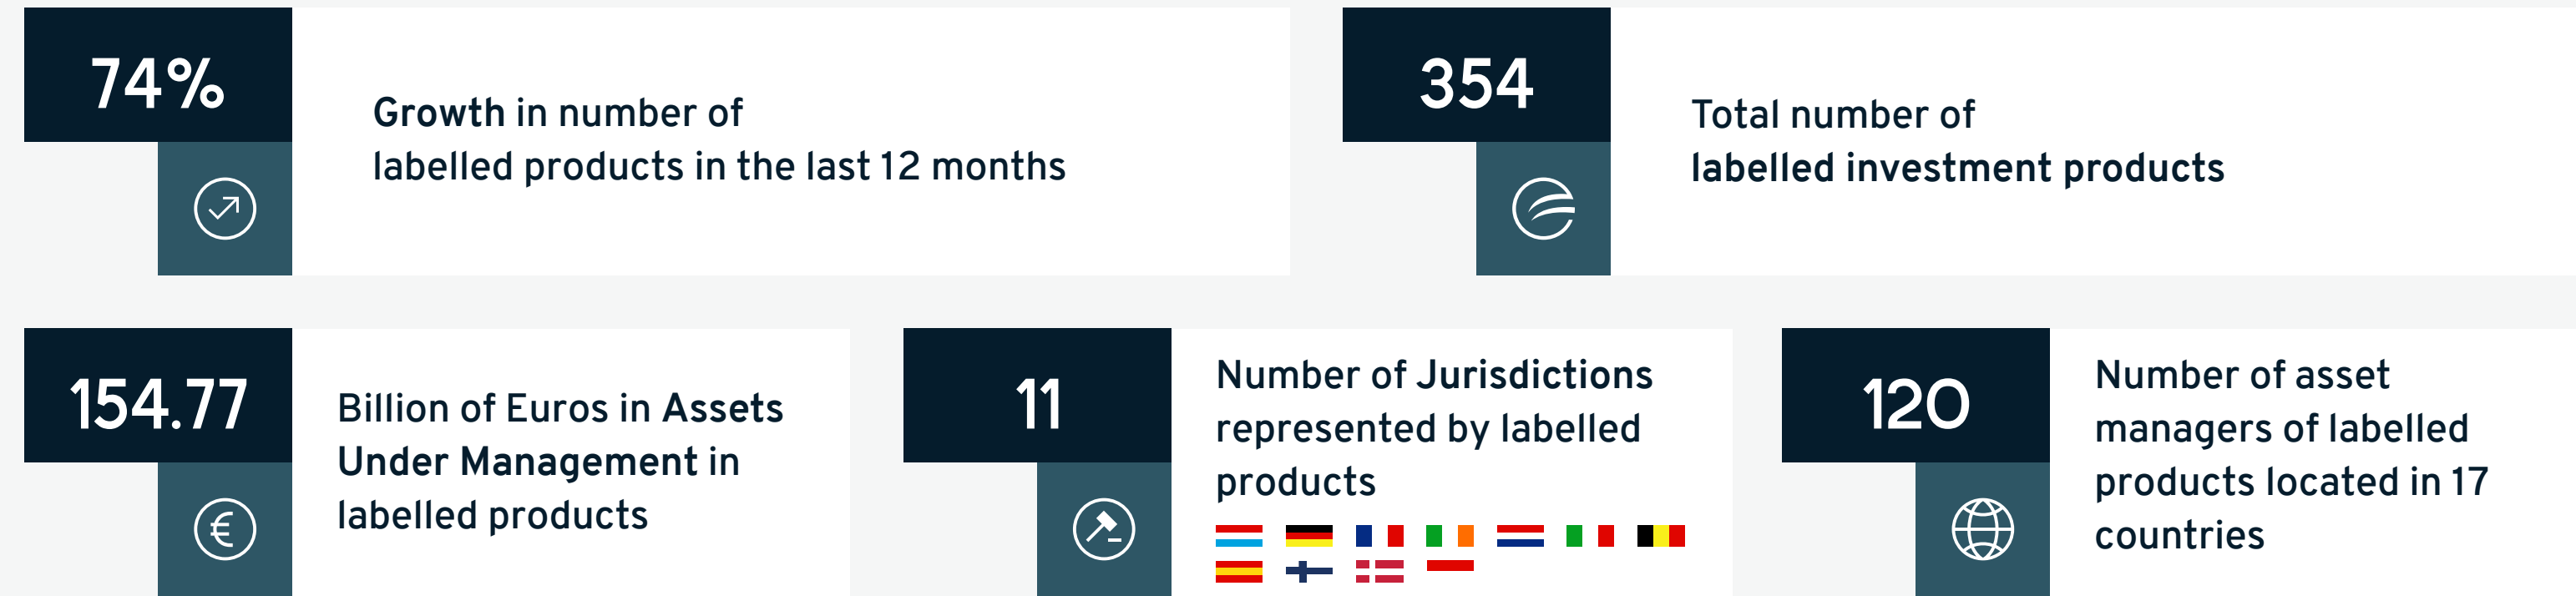 74%
Growth in number of
labelled products in the last 12 months
354
Total number of
labelled investment products
154.77
Billion of Euros in Assets
Under Management in
labelled products
11
Number of Jurisdictions
represented by labelled
products
120
Number of asset
managers of labelled
products located in 17
countries